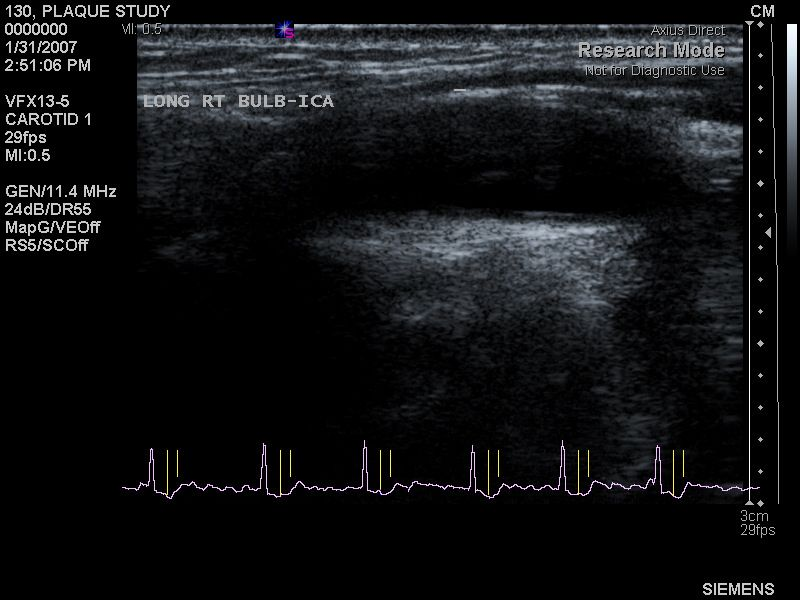 130, PLAQUE STUDY
CM
0000000
MI: 0.5
1/31/2007
2:51:06 PM
Axius Direct
Research Mode
Not for Diagnostic Use
S
VFX13-5
CAROTID 1
29fps
MI:0.5
LONG RT BULB-ICA
GEN/11.4 MHz
24dB/DR55
MapG/VEOff
RS5/SCOff
3cm
29fps
SIEMENS